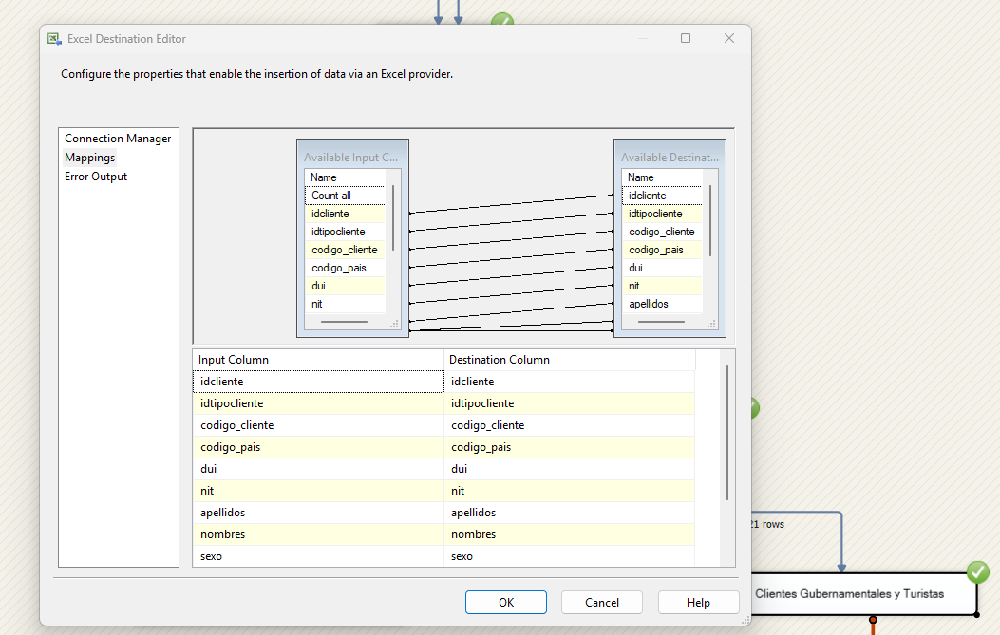 Excel Destination Editor
Configure the properties that enable the insertion of data via an Excel provider.
Connection Manager
Mappings
Error Output
Available Input C...
Name
Count all
idcliente
idtipocliente
codigo_cliente
codigo_pais
dui
nit
Available Destinat...
Name
idcliente
idtipocliente
codigo_cliente
codigo_pais
dui
nit
apellidos
Input Column Destination Column
idcliente idcliente
idtipocliente idtipocliente
codigo_cliente codigo_cliente
codigo_pais codigo_pais
dui dui
nit nit
apellidos apellidos
nombres nombres
sexo sexo
OK Cancel Help
21 rows
Clientes Gubernamentales y Turistas